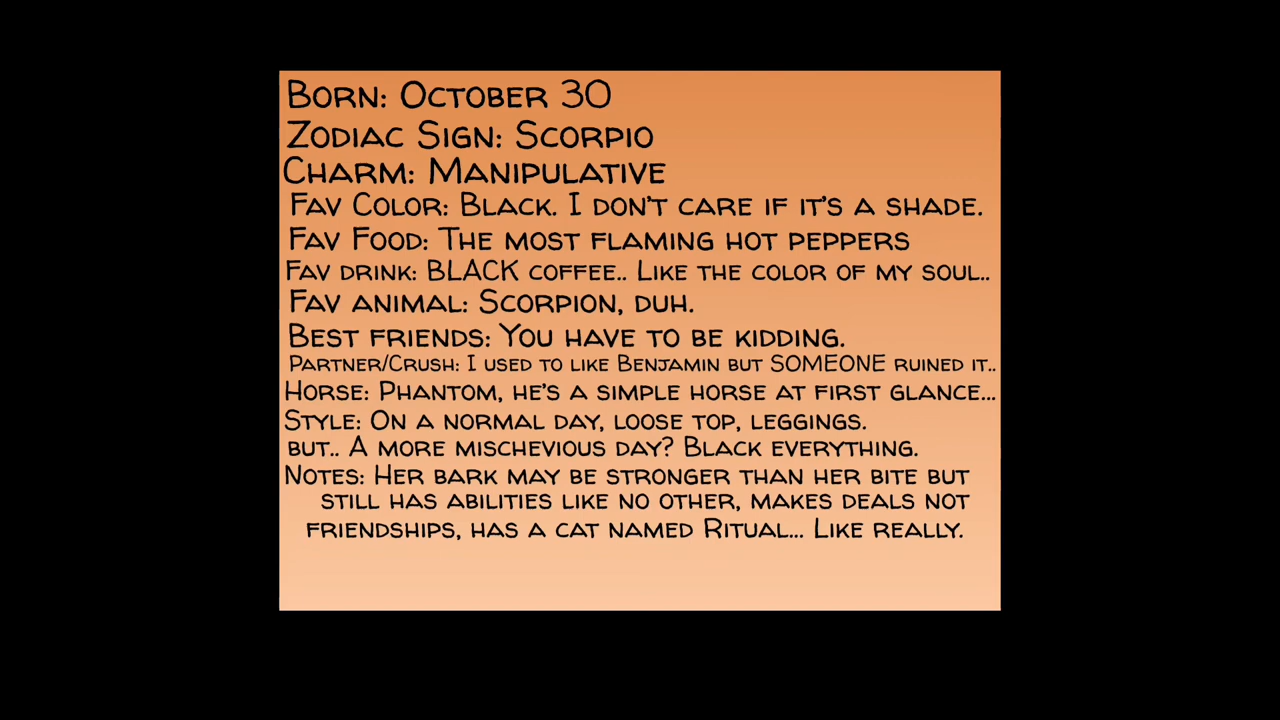 Born: October 30
Zodiac Sign: Scorpio
Charm: Manipulative
Fav Color: Black. I don't care if it's a shade.
Fav Food: The most flaming hot peppers
Fav drink: BLACK coffee.. Like the color of my soul..
Fav animal: Scorpion, duh.
Best friends: You have to be kidding.
Partner/Crush: I used to like Benjamin but SOMEONE ruined it..
Horse: Phantom, he's a simple horse at first glance...
Style: On a normal day, loose top, leggings.
but.. A more mischevious day? Black everything.
Notes: Her bark may be stronger than her bite but
still has abilities like no other, makes deals not
friendships, has a cat named Ritual... Like really.